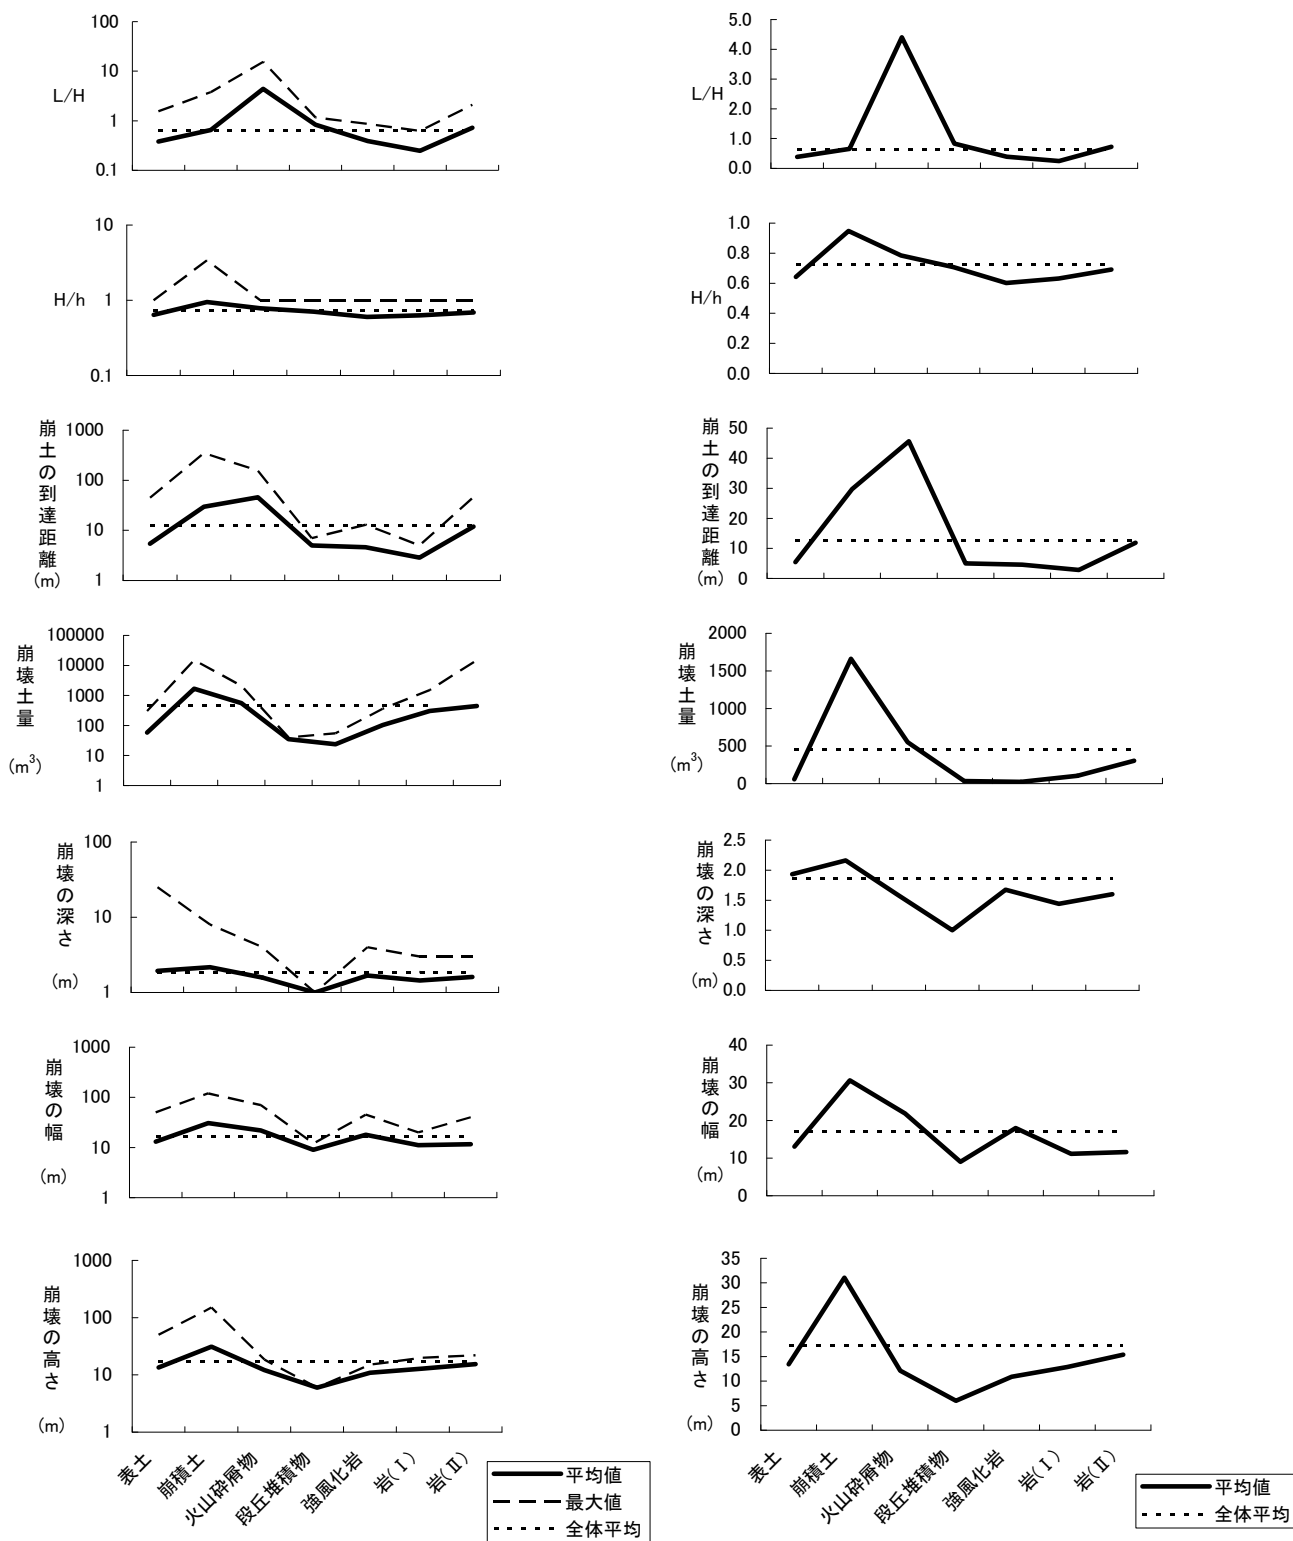 100
10
1
0.1
L/H
5.0
4.0
3.0
2.0
1.0
0.0
L/H
10
1
0.1
H/h
1.0
0.8
0.6
0.4
0.2
0.0
H/h
1000
100
10
1
崩土の到達距離
(m)
50
40
30
20
10
0
崩土の到達距離
(m)
100000
10000
1000
100
10
1
崩壊土量
(m³)
2000
1500
1000
500
0
崩壊土量
(m³)
100
10
1
崩壊の深さ
(m)
2.5
2.0
1.5
1.0
0.5
0.0
崩壊の深さ
(m)
1000
100
10
1
崩壊の幅
(m)
40
30
20
10
0
崩壊の幅
(m)
1000
100
10
1
崩壊の高さ
(m)
35
30
25
20
15
10
5
0
崩壊の高さ
(m)
表土
崩積土
火山砕屑物
段丘堆積物
強風化岩
岩(Ⅰ)
岩(Ⅱ)
平均値
最大値
全体平均
表土
崩積土
火山砕屑物
段丘堆積物
強風化岩
岩(Ⅰ)
岩(Ⅱ)
平均値
全体平均